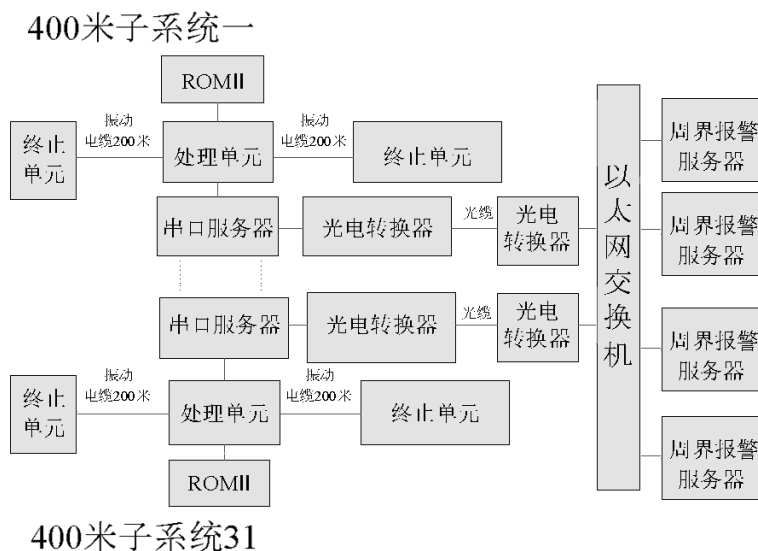 400米子系统一
ROMII
振动
电缆200米
振动
电缆200米
终止
单元
处理单元
终止单元
周界报警
服务器
串口服务器
光电转换器
光缆
光电
转换器
周界报警
服务器
以太网交换机
串口服务器
光电转换器
光缆
光电
转换器
周界报警
服务器
振动
电缆200米
振动
电缆200米
终止
单元
处理单元
终止单元
周界报警
服务器
ROMII
400米子系统31